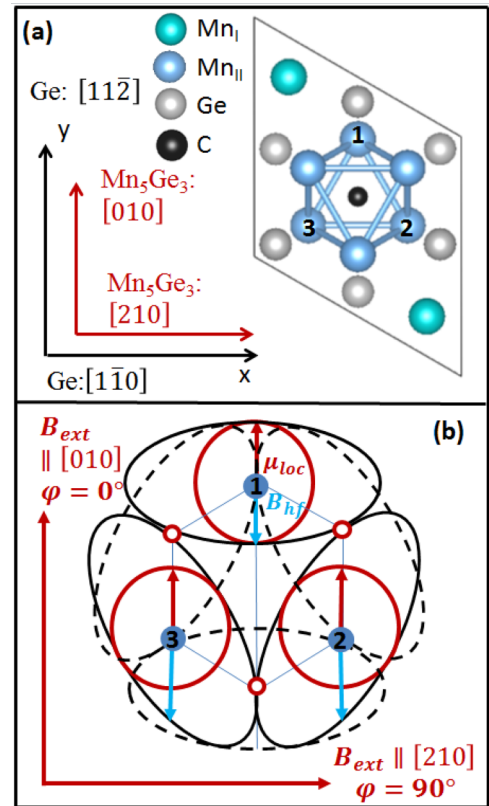 (a)
Mn_I
Mn_II
Ge
C
Ge: [112̄]
y
Mn₅Ge₃:
[010]
Mn₅Ge₃:
[210]
x
Ge:[11̄0]
1
3
2
(b)
B_ext
∥ [010]
φ = 0°
μ_loc
1
B_hf
3
2
B_ext ∥ [210]
φ = 90°